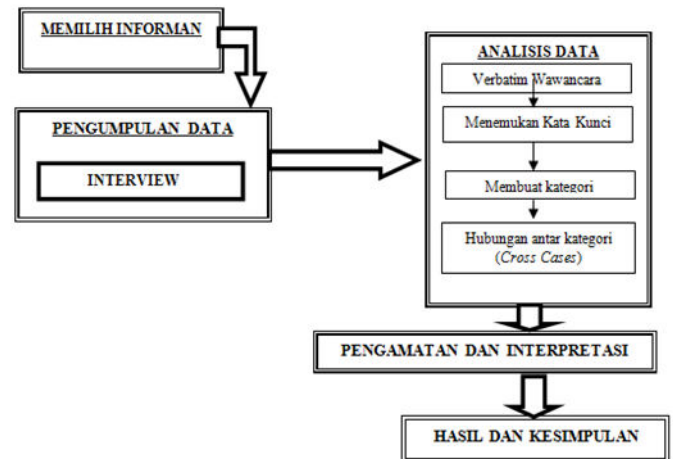 MEMILIH INFORMAN
PENGUMPULAN DATA
INTERVIEW
ANALISIS DATA
Verbatim Wawancara
Menemukan Kata Kunci
Membuat kategori
Hubungan antar kategori
(Cross Cases)
PENGAMATAN DAN INTERPRETASI
HASIL DAN KESIMPULAN